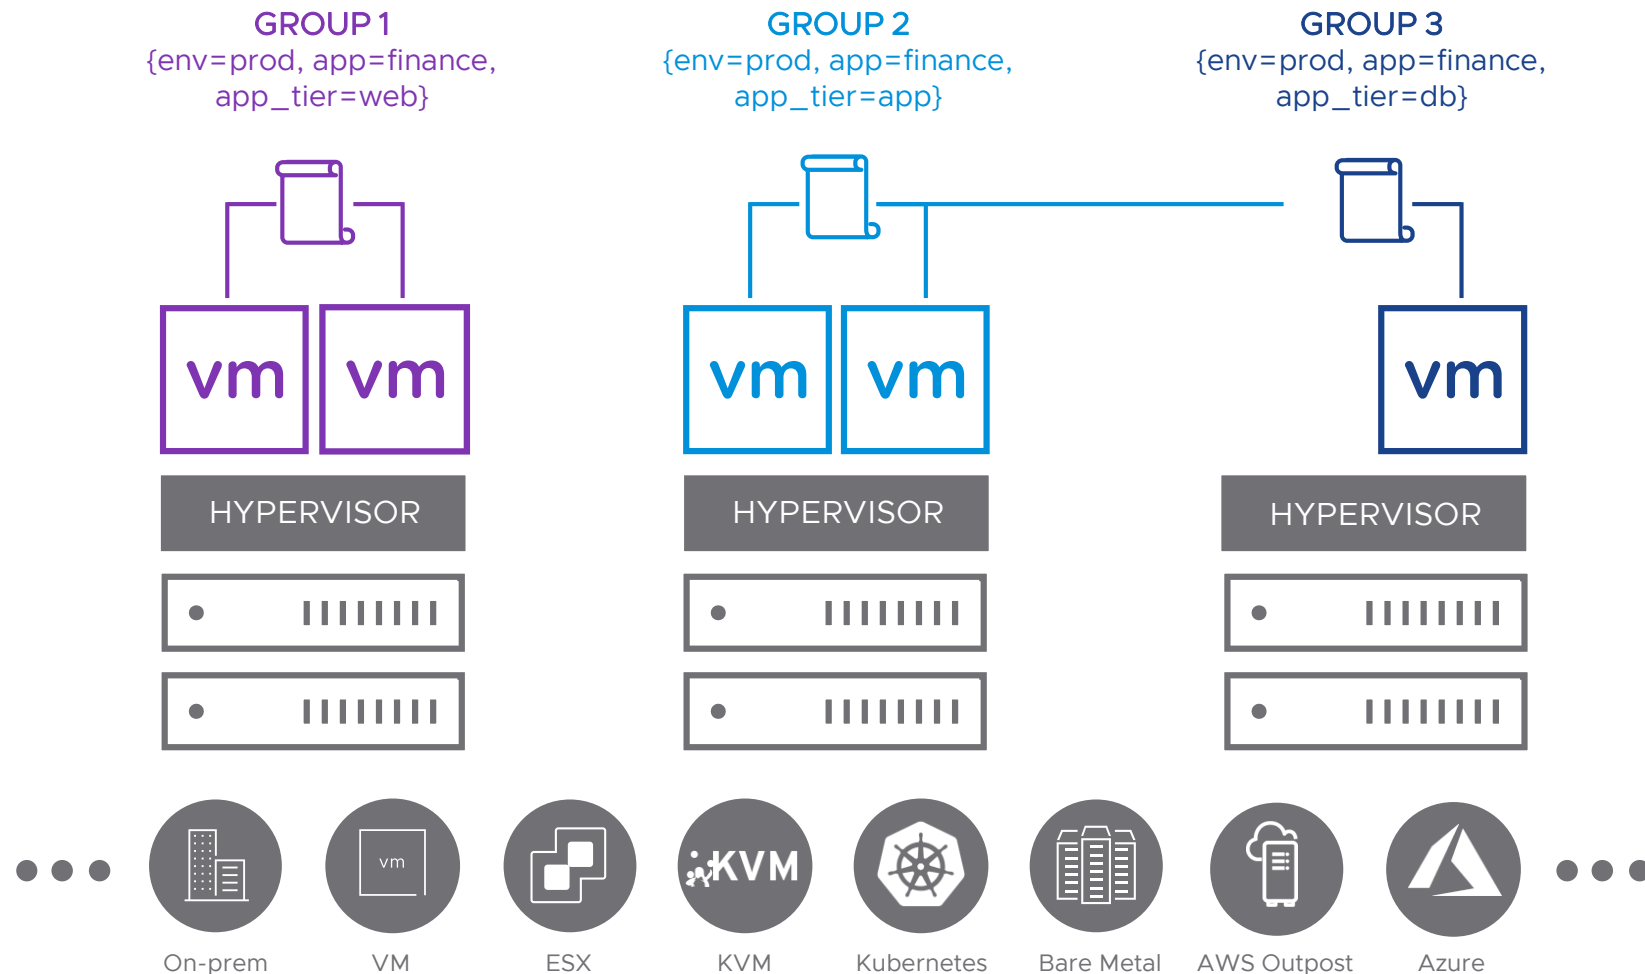 GROUP 1
{env=prod, app=finance,
app_tier=web}
GROUP 2
{env=prod, app=finance,
app_tier=app}
GROUP 3
{env=prod, app=finance,
app_tier=db}
vm
vm
vm
vm
vm
HYPERVISOR
HYPERVISOR
HYPERVISOR
vm
KVM
On-prem
VM
ESX
KVM
Kubernetes
Bare Metal
AWS Outpost
Azure